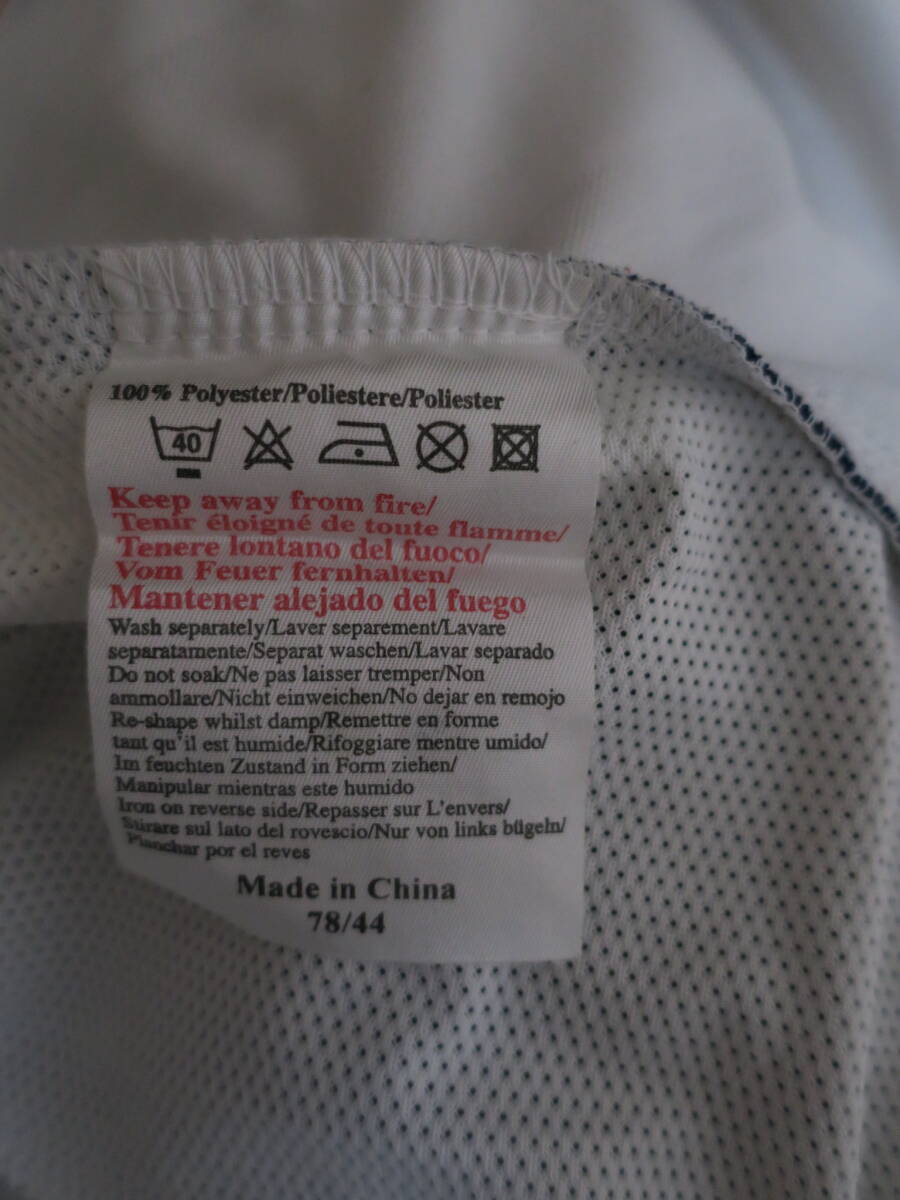 100% Polyester/Poliestere/Poliester
40
Keep away from fire/
Tenir éloigné de toute flamme/
Tenere lontano del fuoco/
Vom Feuer fernhalten/
Mantener alejado del fuego
Wash separately/Laver separement/Lavare
separatamente/Separat waschen/Lavar separado
Do not soak/Ne pas laisser tremper/Non
ammollare/Nicht einweichen/No dejar en remojo
Re-shape whilst damp/Remettre en forme
tant qu'il est humide/Rifoggiare mentre umido/
Im feuchten Zustand in Form ziehen/
Manipular mientras este humido
Iron on reverse side/Repasser sur L'envers/
Stirare sul lato del rovescio/Nur von links bügeln/
Planchar por el reves
Made in China
78/44